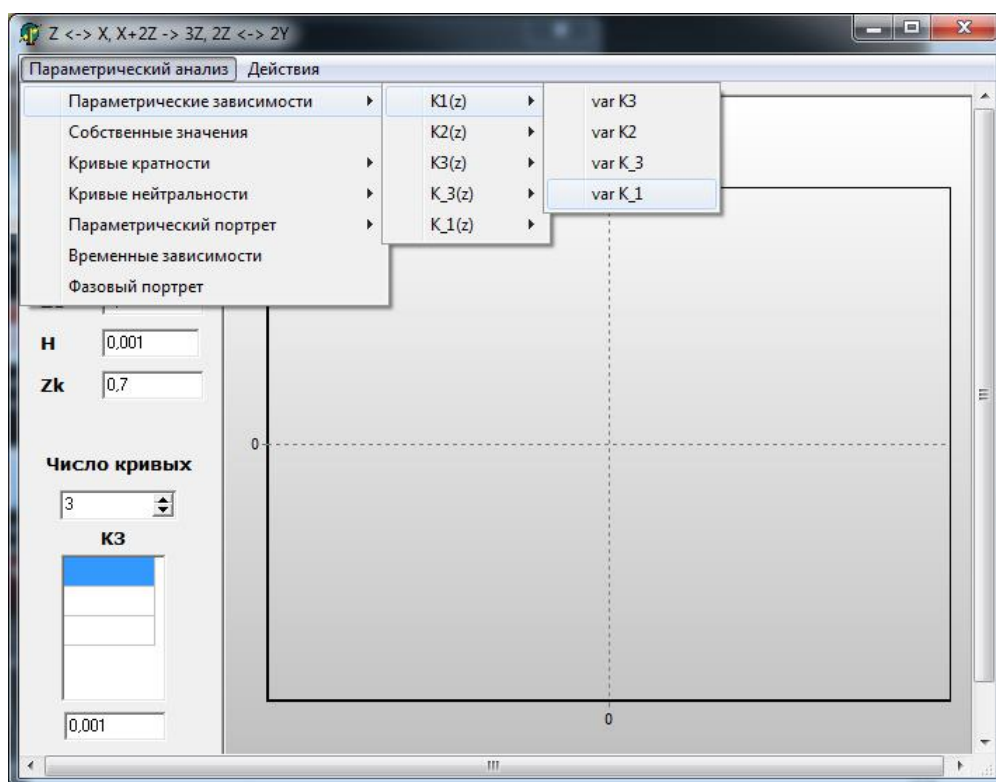 Z <-> X, X+2Z -> 3Z, 2Z <-> 2Y
Параметрический анализ Действия
Параметрические зависимости
Собственные значения
Кривые кратности
Кривые нейтральности
Параметрический портрет
Временные зависимости
Фазовый портрет
K1(z)
K2(z)
K3(z)
K_3(z)
K_1(z)
var K3
var K2
var K_3
var K_1
H 0,001
Zk 0,7
Число кривых
3
K3
0,001
0
0